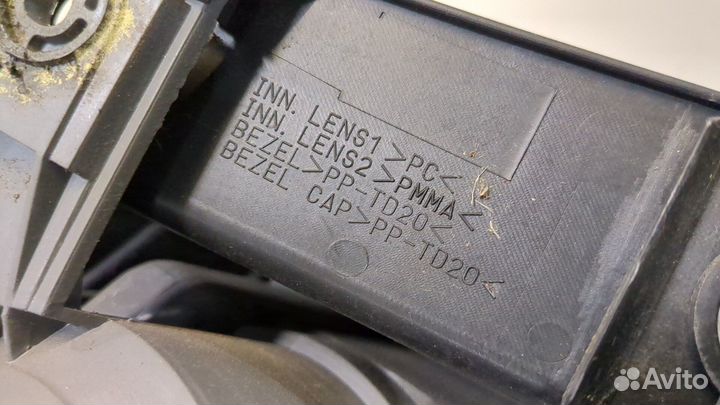 INN. LENS1 >PC<
INN. LENS2 >PMMA<
BEZEL>PP-TD20<
BEZEL CAP>PP-TD20<
Avito